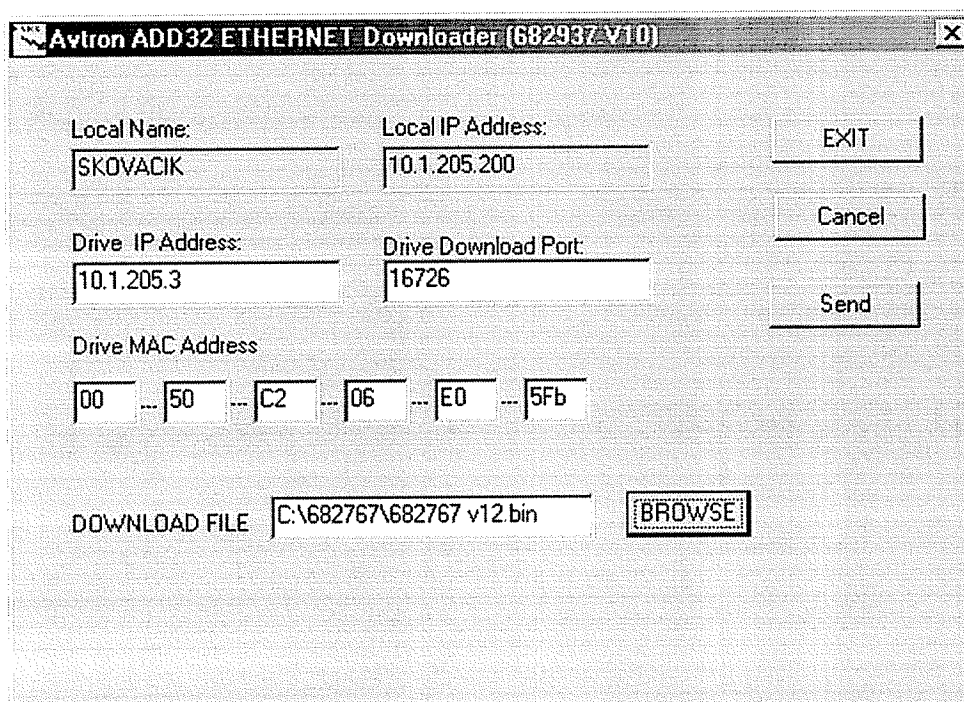 Avtron ADD32 ETHERNET Downloader (682937 V10)
Local Name:
Local IP Address:
EXIT
SKOVACIK
10.1.205.200
Cancel
Drive IP Address:
Drive Download Port:
10.1.205.3
16726
Send
Drive MAC Address
00 ... 50 ... C2 ... 06 ... E0 ... 5Fb
DOWNLOAD FILE C:\682767\682767 v12.bin BROWSE